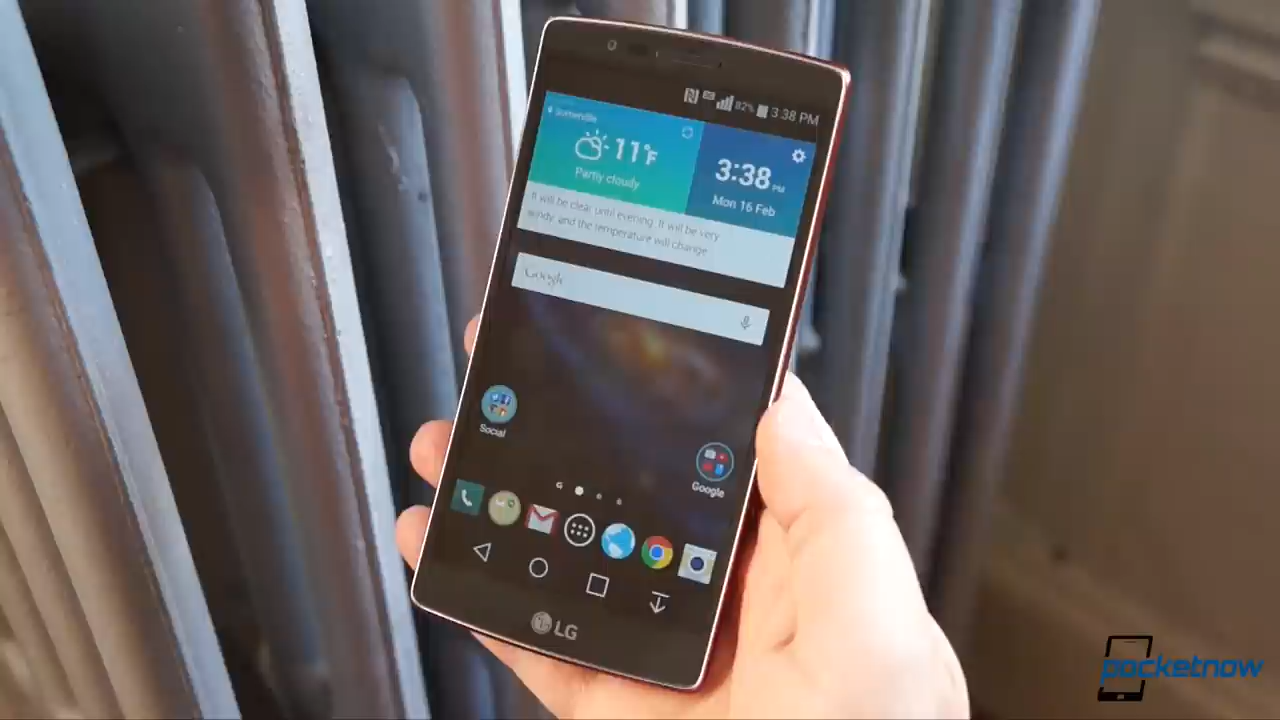 82% 3:38 PM
Somerville
11°F
Partly cloudy
3:38 PM
Mon 16 Feb
It will be clear until evening. It will be very
windy, and the temperature will change
Google
Social
Google
LG
pocketnow